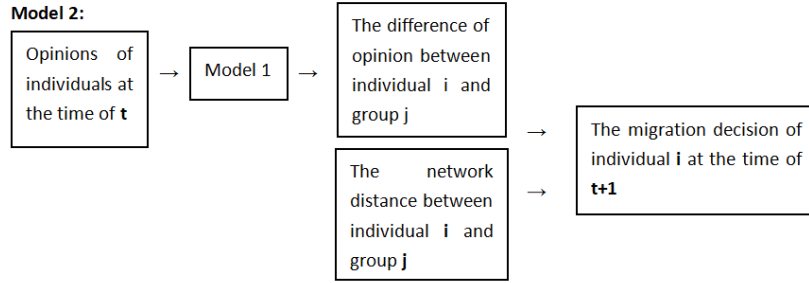 Model 2:
Opinions of
individuals at
the time of t
→
Model 1
→
The difference of
opinion between
individual i and
group j
→
The network
distance between
individual i and
group j
→
The migration decision of
individual i at the time of
t+1